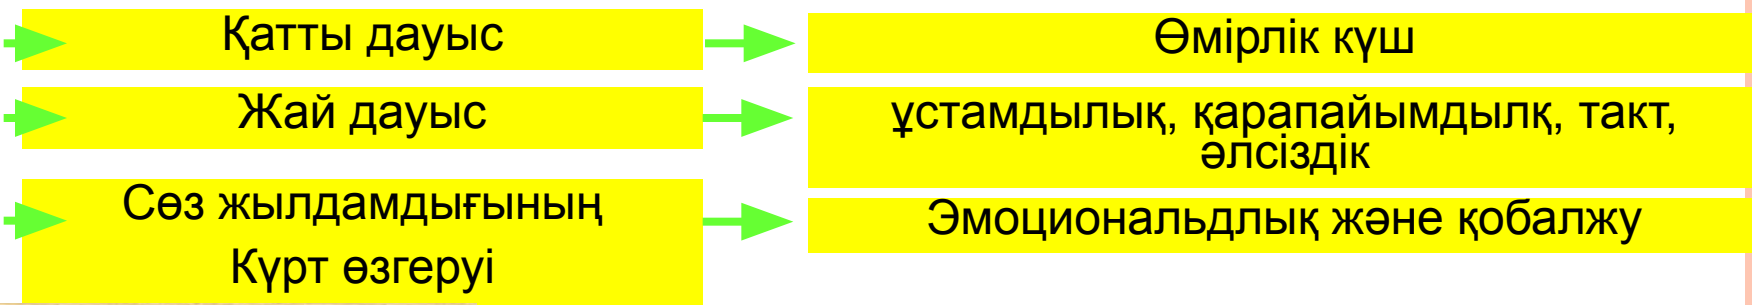 Қатты дауыс
Өмірлік күш
Жай дауыс
ұстамдылық, қарапайымдылқ, такт,
әлсіздік
Сөз жылдамдығының
Күрт өзгеруі
Эмоциональдлық және қобалжу